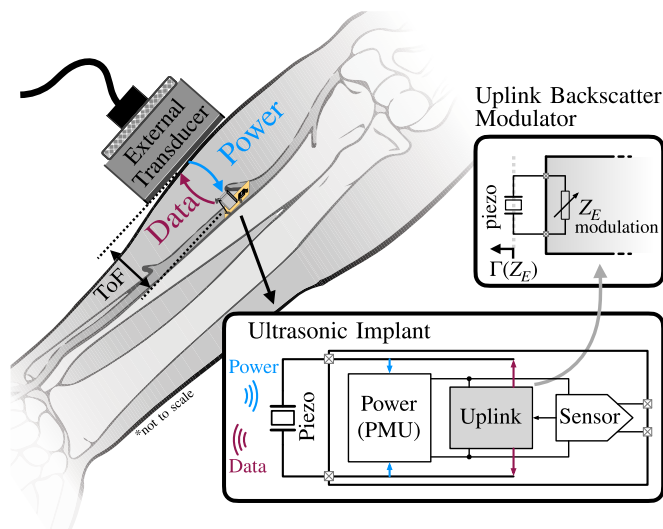 External
Transducer
Power
Data
ToF
*not to scale
Uplink Backscatter
Modulator
piezo
Z_E
modulation
Γ(Z_E)
Ultrasonic Implant
Power
Data
Piezo
Power
(PMU)
Uplink
Sensor